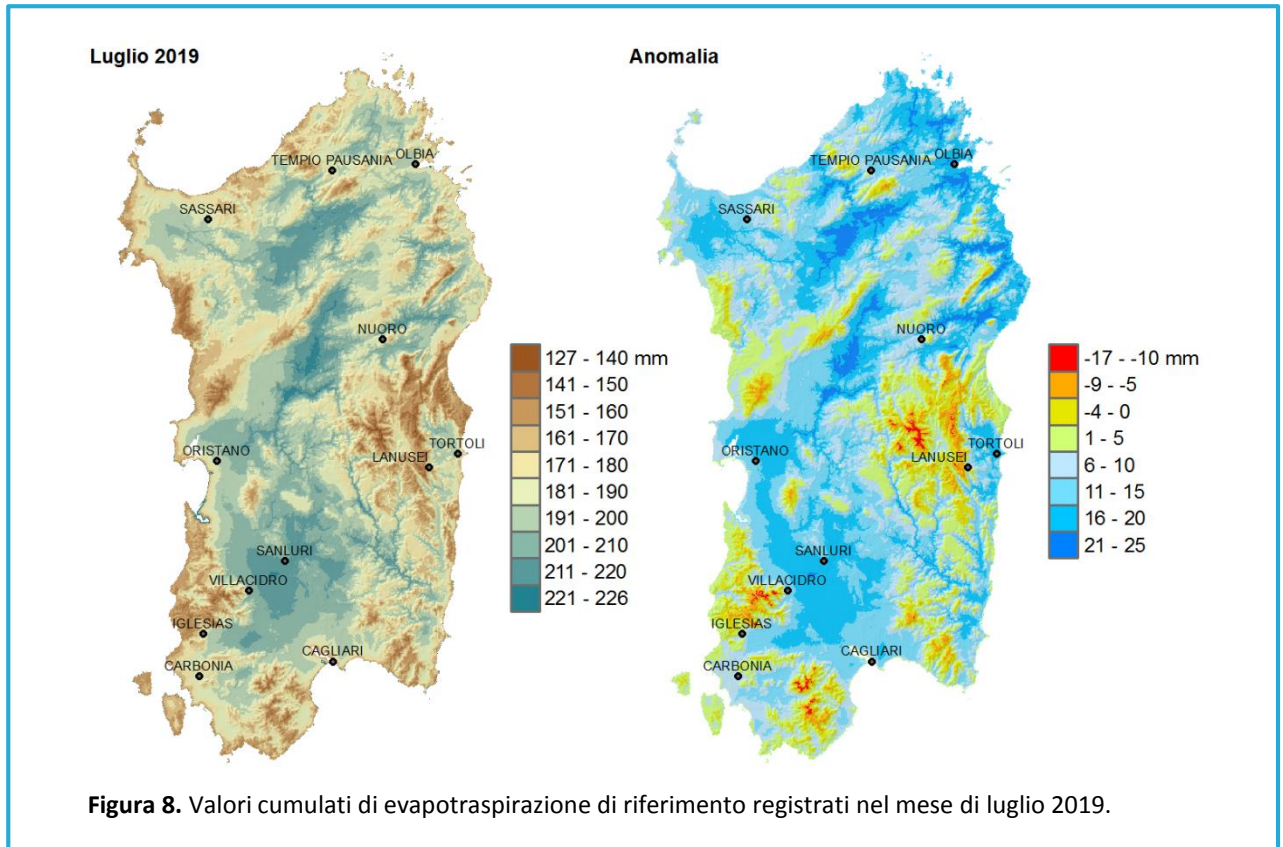 Luglio 2019
TEMPIO PAUSANIA
OLBIA
SASSARI
NUORO
ORISTANO
TORTOLI
LANUSEI
SANLURI
VILLACIDRO
IGLESIAS
CAGLIARI
CARBONIA
127 - 140 mm
141 - 150
151 - 160
161 - 170
171 - 180
181 - 190
191 - 200
201 - 210
211 - 220
221 - 226
Anomalia
TEMPIO PAUSANIA
OLBIA
SASSARI
NUORO
ORISTANO
TORTOLI
LANUSEI
SANLURI
VILLACIDRO
IGLESIAS
CAGLIARI
CARBONIA
-17 - -10 mm
-9 - -5
-4 - 0
1 - 5
6 - 10
11 - 15
16 - 20
21 - 25
Figura 8. Valori cumulati di evapotraspirazione di riferimento registrati nel mese di luglio 2019.